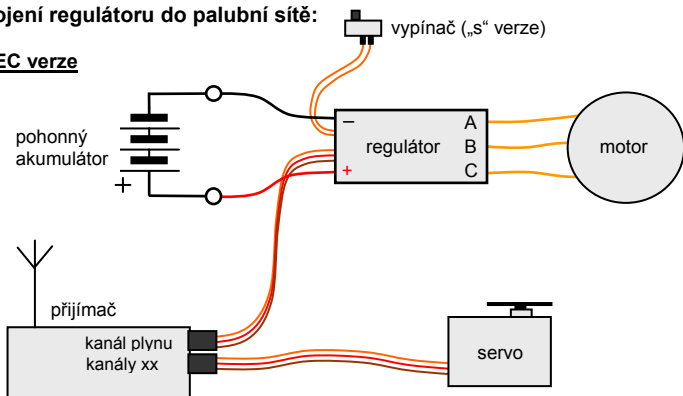 ojení regulátoru do palubní sítě:
vypínač („s“ verze)
EC verze
pohonný
akumulátor
+
−
+
regulátor
A
B
C
motor
přijímač
kanál plynu
kanály xx
servo